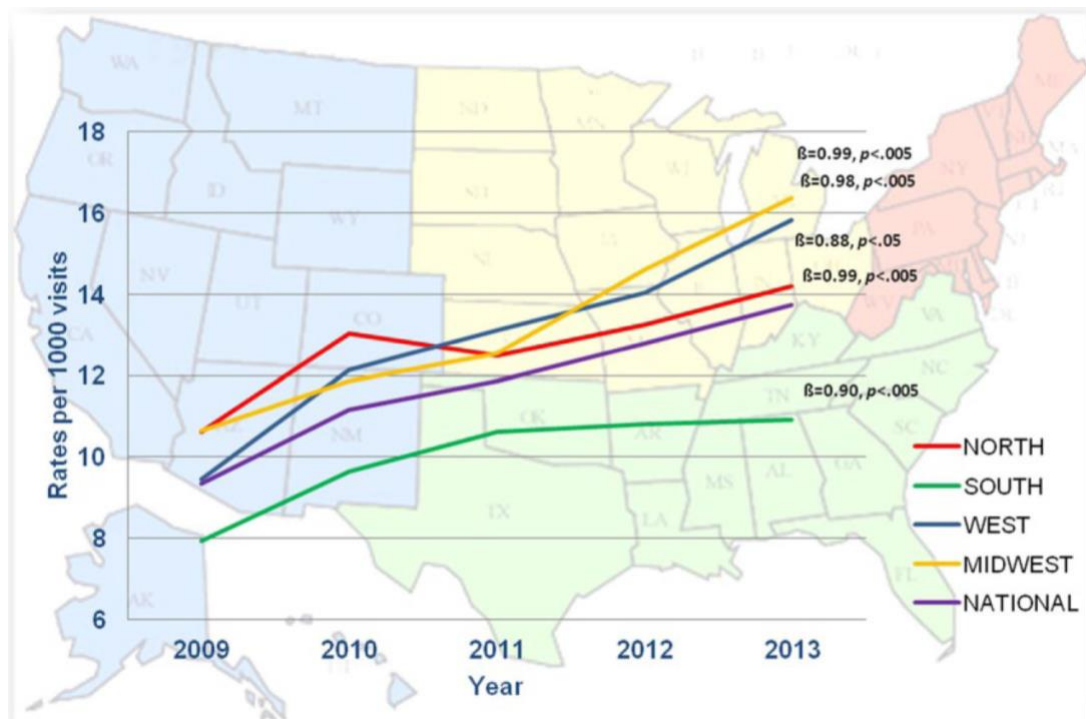 WA
MT
ND
MN
OR
ID
WY
WI
NY
PA
NV
UT
CO
CA
KY
WV
VA
NM
OK
AR
TN
NC
SC
TX
LA
MS
AL
GA
FL
AK
18
16
14
12
10
8
6
Rates per 1000 visits
ß=0.99, p<.005
ß=0.98, p<.005
ß=0.88, p<.05
ß=0.99, p<.005
ß=0.90, p<.005
NORTH
SOUTH
WEST
MIDWEST
NATIONAL
2009 2010 2011 2012 2013
Year